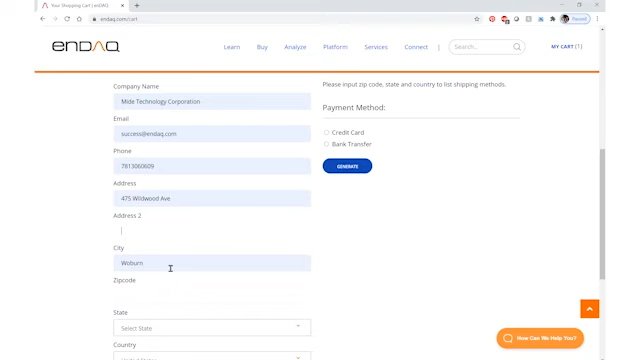 Your Shopping Cart | enDAQ
endaq.com/cart
Paused
enDAQ
Learn
Buy
Analyze
Platform
Services
Connect
|
Search...
MY CART (1)
Company Name
Mide Technology Corporation
Email
success@endaq.com
Phone
7813060609
Address
475 Wildwood Ave
Address 2
City
Woburn
Zipcode
State
Select State
Country
United States
Please input zip code, state and country to list shipping methods.
Payment Method:
Credit Card
Bank Transfer
GENERATE
How Can We Help You?